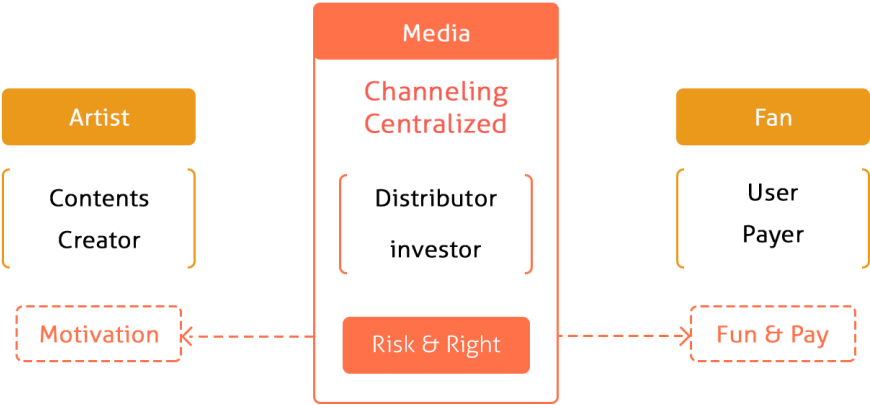 Media
Channeling
Centralized
Artist
Fan
Contents
Creator
Distributor
investor
User
Payer
Motivation
Risk & Right
Fun & Pay